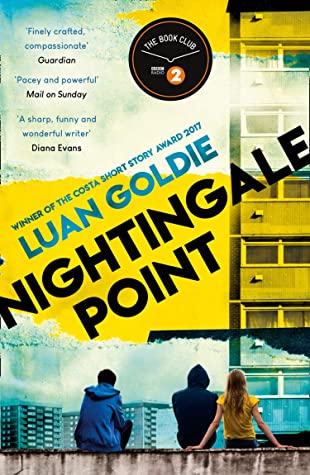 'Finely crafted,
compassionate'
Guardian
'Pacey and powerful'
Mail on Sunday
'A sharp, funny and
wonderful writer'
Diana Evans
THE BOOK CLUB
BBC
RADIO
2
WINNER OF THE COSTA SHORT STORY AWARD 2017
LUAN GOLDIE
NIGHTINGALE
POINT